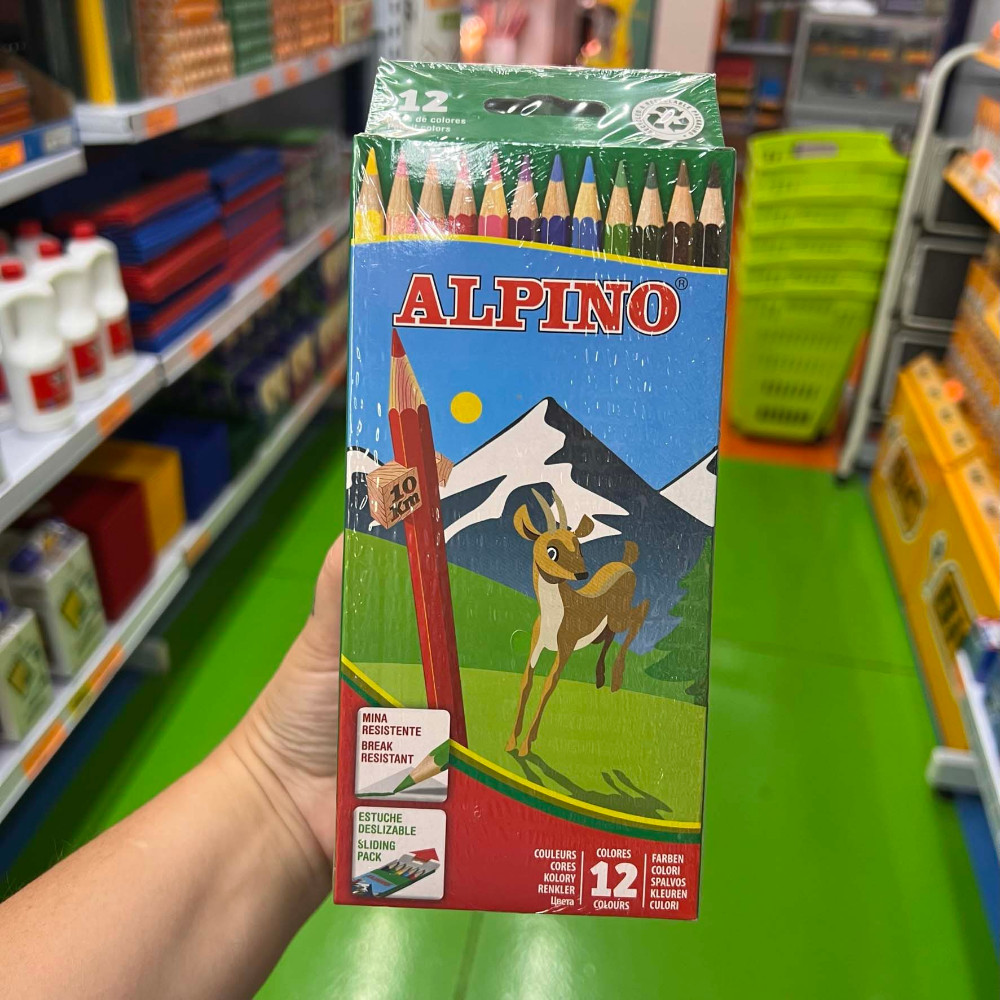 12
de colores
colors
ALPINO®
10
Km
MINA
RESISTENTE
BREAK
RESISTANT
ESTUCHE
DESLIZABLE
SLIDING
PACK
COULEURS
CORES
KOLORY
RENKLER
Цвета
COLORES
12
COLOURS
FARBEN
COLORI
SPALVOS
KLEUREN
CULORI